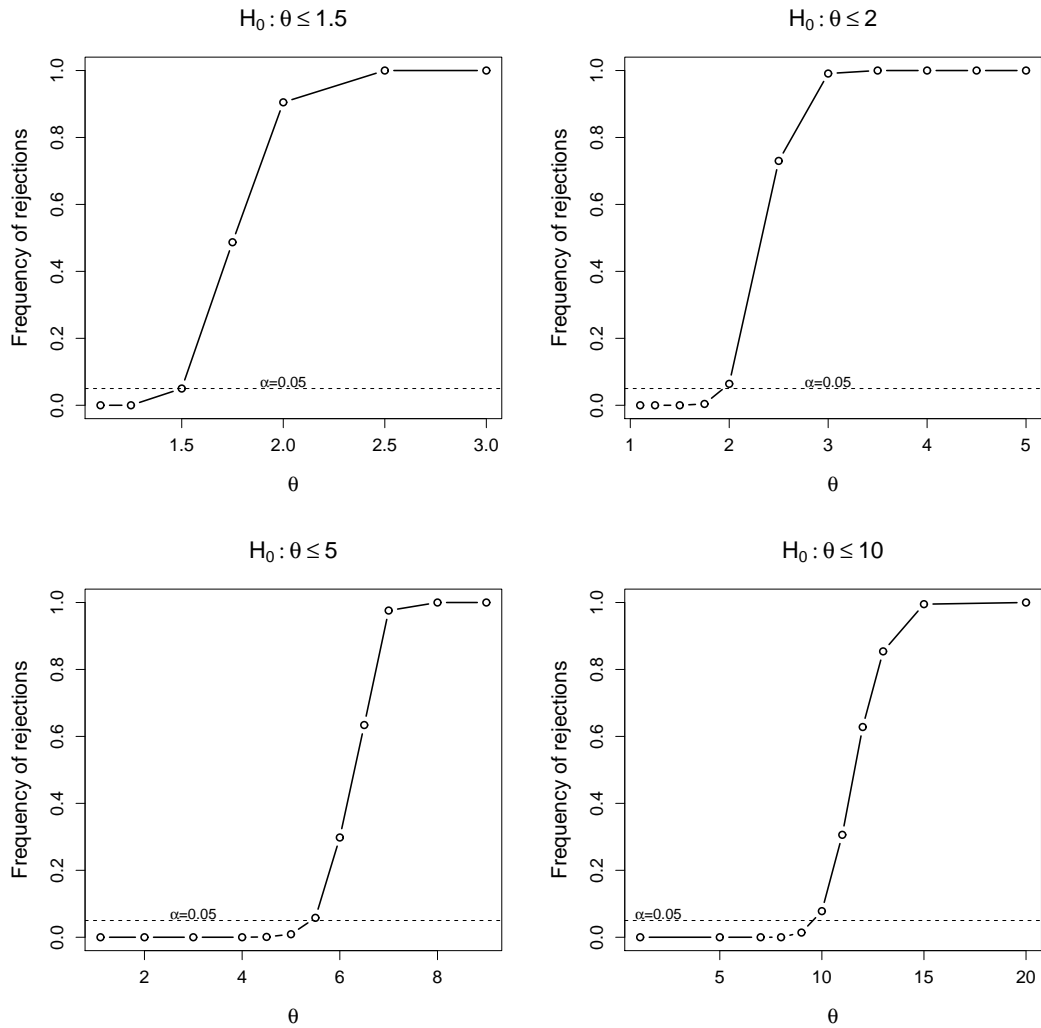 H₀ : θ ≤ 1.5
Frequency of rejections
1.0
0.8
0.6
0.4
0.2
0.0
α=0.05
1.5 2.0 2.5 3.0
θ
H₀ : θ ≤ 2
Frequency of rejections
1.0
0.8
0.6
0.4
0.2
0.0
α=0.05
1 2 3 4 5
θ
H₀ : θ ≤ 5
Frequency of rejections
1.0
0.8
0.6
0.4
0.2
0.0
α=0.05
2 4 6 8
θ
H₀ : θ ≤ 10
Frequency of rejections
1.0
0.8
0.6
0.4
0.2
0.0
α=0.05
5 10 15 20
θ